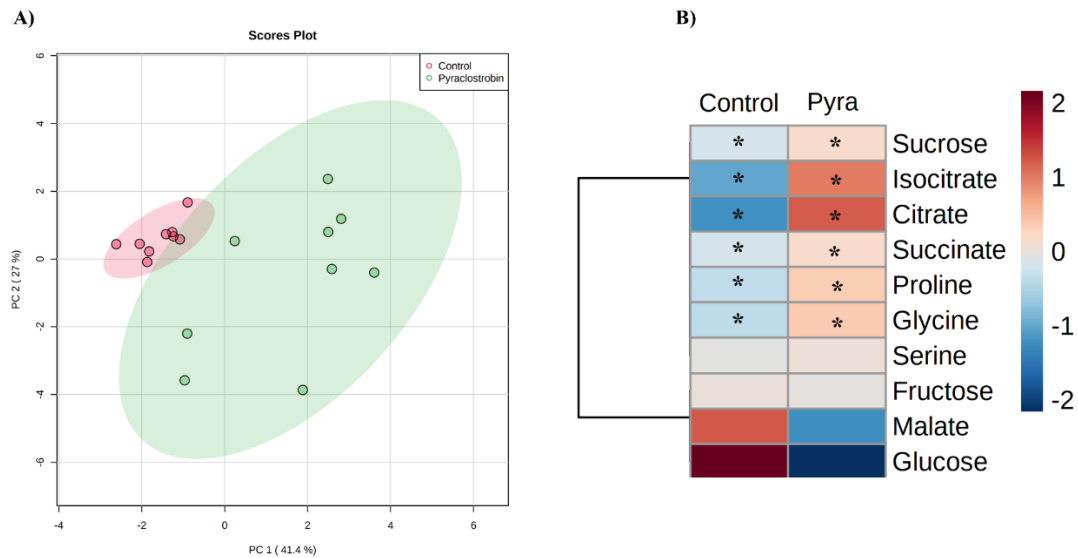 A)
Scores Plot
Control
Pyraclostrobin
6
4
2
0
-2
-4
-6
PC 2 ( 27 %)
-4 -2 0 2 4 6
PC 1 ( 41.4 %)
B)
Control Pyra
* * Sucrose
* * Isocitrate
* * Citrate
* * Succinate
* * Proline
* * Glycine
Serine
Fructose
Malate
Glucose
2
1
0
-1
-2